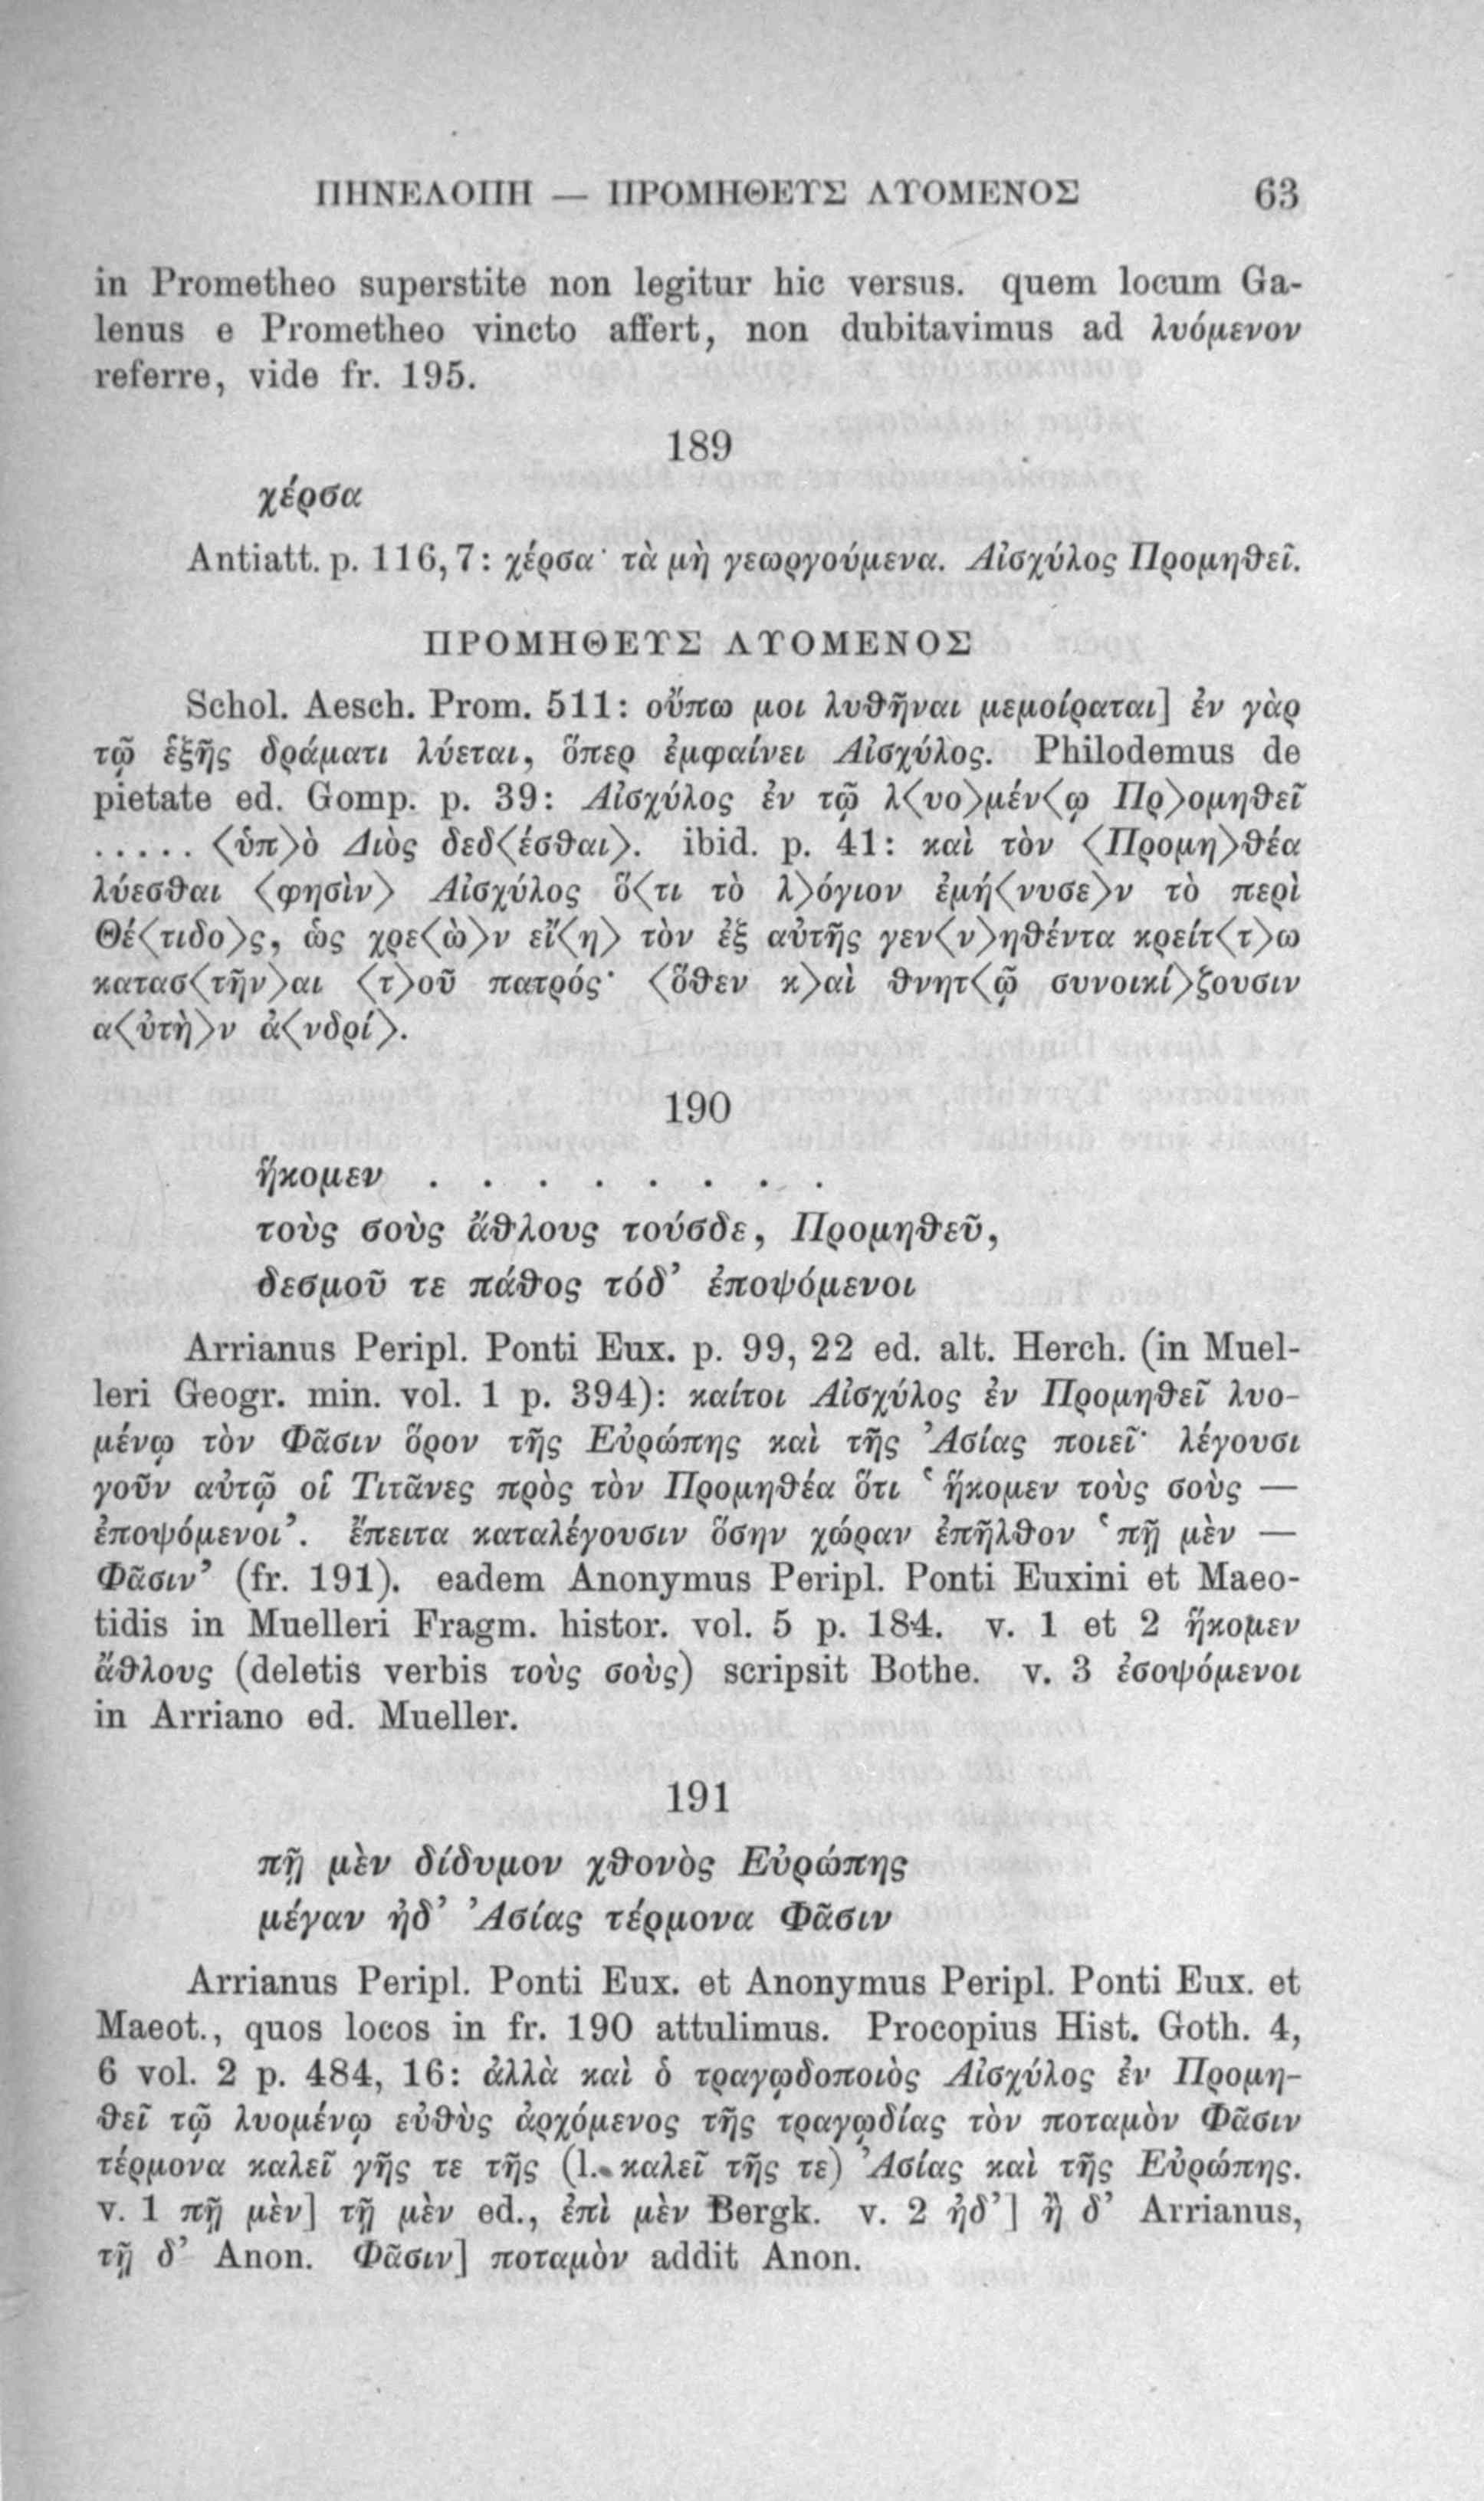 ΠΗΝΕΛΟΠΗ — ΠΡΟΜΗΘΕΥΣ ΛΥΟΜΕΝΟΣ 63
in Prometheo superstite non legitur hic versus. quem locum Ga-
lenus e Prometheo vincto affert, non dubitavimus ad λυόμενον
referre, vide fr. 195.
189
χέρσα
Antiatt. p. 116, 7: χέρσα· τὰ μὴ γεωργούμενα. Αἰσχύλος Προμηθεῖ.
ΠΡΟΜΗΘΕΥΣ ΛΥΟΜΕΝΟΣ
Schol. Aesch. Prom. 511: οὔπω μοι λυθῆναι μεμοίραται] ἐν γὰρ
τῷ ἑξῆς δράματι λύεται, ὅπερ ἐμφαίνει Αἰσχύλος. Philodemus de
pietate ed. Gomp. p. 39: Αἰσχύλος ἐν τῷ λ⟨υο⟩μέν⟨ῳ Πρ⟩ομηθεῖ
..... ⟨ὑπ⟩ὸ Διὸς δεδ⟨έσθαι⟩. ibid. p. 41: καὶ τὸν ⟨Προμη⟩θέα
λύεσθαι ⟨φησὶν⟩ Αἰσχύλος ὅ⟨τι τὸ λ⟩όγιον ἐμή⟨νυσε⟩ν τὸ περὶ
Θέ⟨τιδο⟩ς, ὡς χρε⟨ὼ⟩ν εἴ⟨η⟩ τὸν ἐξ αὐτῆς γεν⟨ν⟩ηθέντα κρείτ⟨τ⟩ω
κατασ⟨τῆν⟩αι ⟨τ⟩οῦ πατρός· ⟨ὅθεν κ⟩αὶ θνητ⟨ῷ συνοικί⟩ζουσιν
α⟨ὐτὴ⟩ν ἀ⟨νδρί⟩.
190
ἥκομεν . . . . . . . .
τοὺς σοὺς ἄθλους τούσδε, Προμηθεῦ,
δεσμοῦ τε πάθος τόδ’ ἐποψόμενοι
Arrianus Peripl. Ponti Eux. p. 99, 22 ed. alt. Herch. (in Muel-
leri Geogr. min. vol. 1 p. 394): καίτοι Αἰσχύλος ἐν Προμηθεῖ λυο-
μένῳ τὸν Φᾶσιν ὅρον τῆς Εὐρώπης καὶ τῆς Ἀσίας ποιεῖ· λέγουσι
γοῦν αὐτῷ οἱ Τιτᾶνες πρὸς τὸν Προμηθέα ὅτι ‘ἥκομεν τοὺς σοὺς —
ἐποψόμενοι’. ἔπειτα καταλέγουσιν ὅσην χώραν ἐπῆλθον ‘πῇ μὲν —
Φᾶσιν’ (fr. 191). eadem Anonymus Peripl. Ponti Euxini et Maeo-
tidis in Muelleri Fragm. histor. vol. 5 p. 184. v. 1 et 2 ἥκομεν
ἄθλους (deletis verbis τοὺς σοὺς) scripsit Bothe. v. 3 ἐσοψόμενοι
in Arriano ed. Mueller.
191
πῇ μὲν δίδυμον χθονὸς Εὐρώπης
μέγαν ἠδ’ Ἀσίας τέρμονα Φᾶσιν
Arrianus Peripl. Ponti Eux. et Anonymus Peripl. Ponti Eux. et
Maeot., quos locos in fr. 190 attulimus. Procopius Hist. Goth. 4,
6 vol. 2 p. 484, 16: ἀλλὰ καὶ ὁ τραγῳδοποιὸς Αἰσχύλος ἐν Προμη-
θεῖ τῷ λυομένῳ εὐθὺς ἀρχόμενος τῆς τραγῳδίας τὸν ποταμὸν Φᾶσιν
τέρμονα καλεῖ γῆς τε τῆς (l. καλεῖ τῆς τε) Ἀσίας καὶ τῆς Εὐρώπης.
v. 1 πῇ μὲν] τῇ μὲν ed., ἐπὶ μὲν Bergk. v. 2 ἠδ’] ἢ δ’ Arrianus,
τῇ δ’ Anon. Φᾶσιν] ποταμὸν addit Anon.